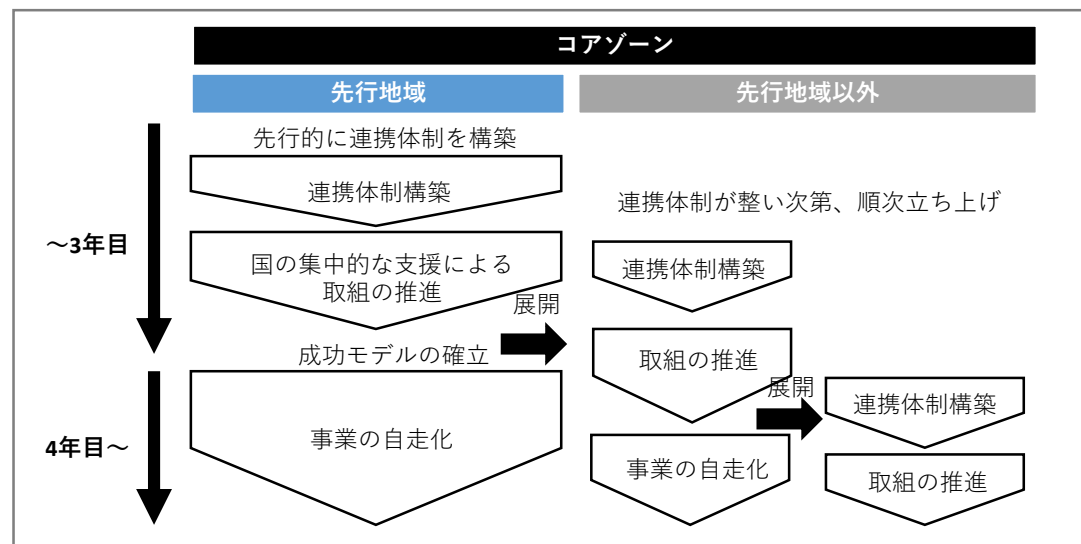 コアゾーン
先行地域
先行地域以外
先行的に連携体制を構築
連携体制構築
連携体制が整い次第、順次立ち上げ
～3年目
国の集中的な支援による
取組の推進
連携体制構築
展開
成功モデルの確立
取組の推進
展開
連携体制構築
4年目～
事業の自走化
事業の自走化
取組の推進